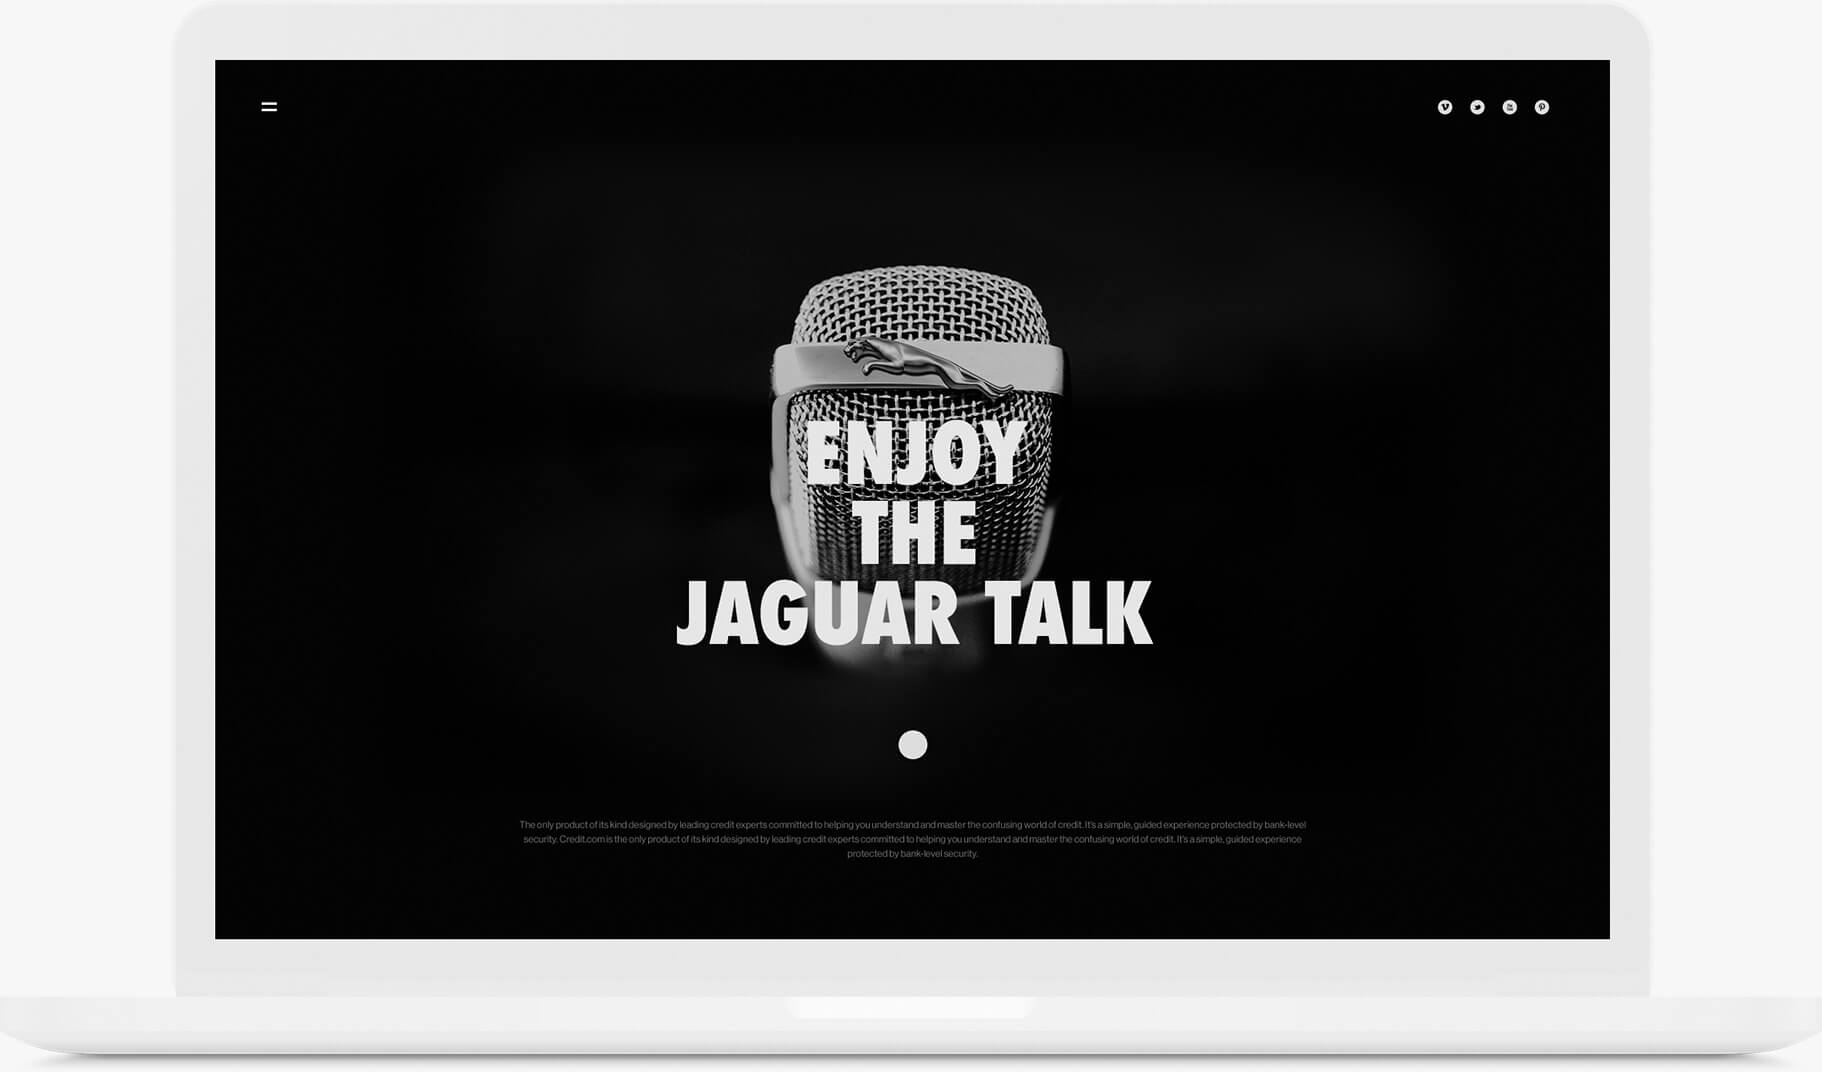 ENJOY
THE
JAGUAR TALK
The only product of its kind designed by leading credit experts committed to helping you understand and master the confusing world of credit. It's a simple, guided experience protected by bank-level
security. Credit.com is the only product of its kind designed by leading credit experts committed to helping you understand and master the confusing world of credit. It's a simple, guided experience
protected by bank-level security.